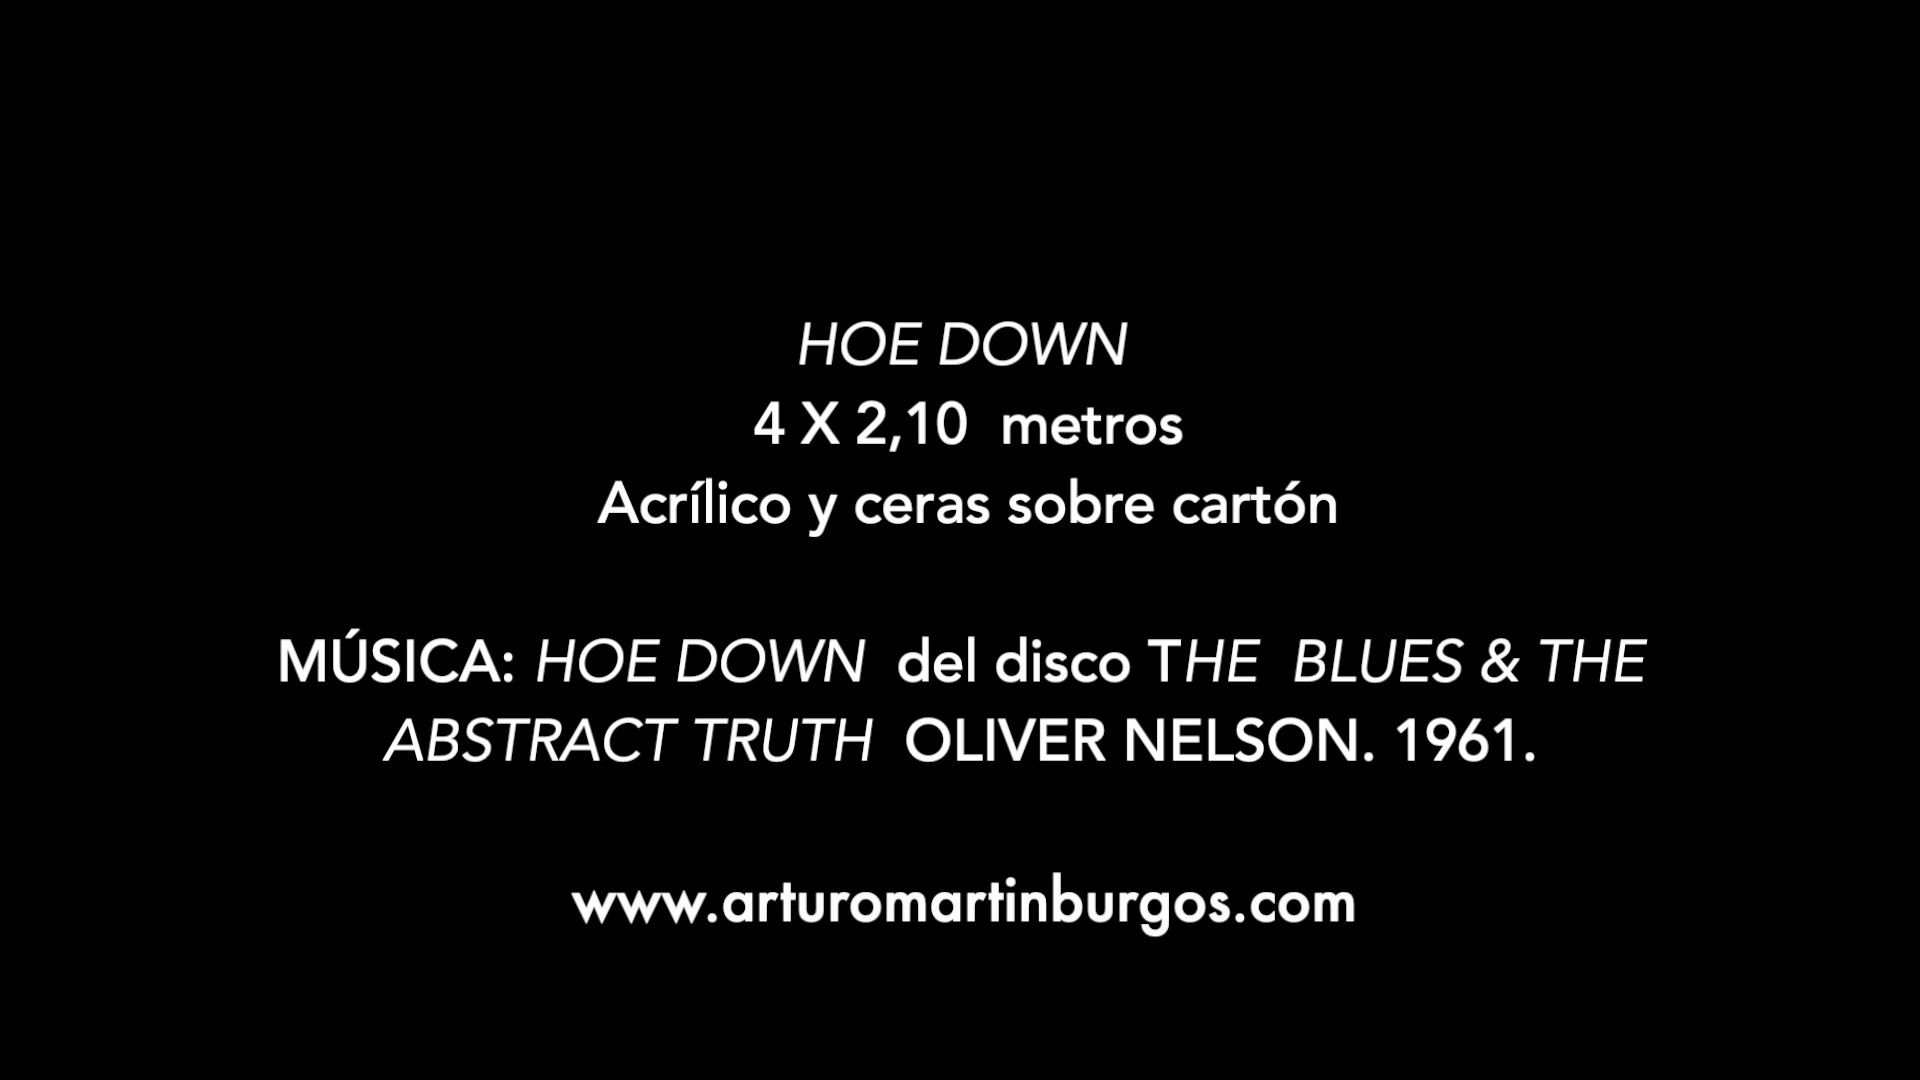 HOE DOWN
4 X 2,10 metros
Acrílico y ceras sobre cartón
MÚSICA: HOE DOWN del disco THE BLUES & THE
ABSTRACT TRUTH OLIVER NELSON. 1961.
www.arturomartinburgos.com